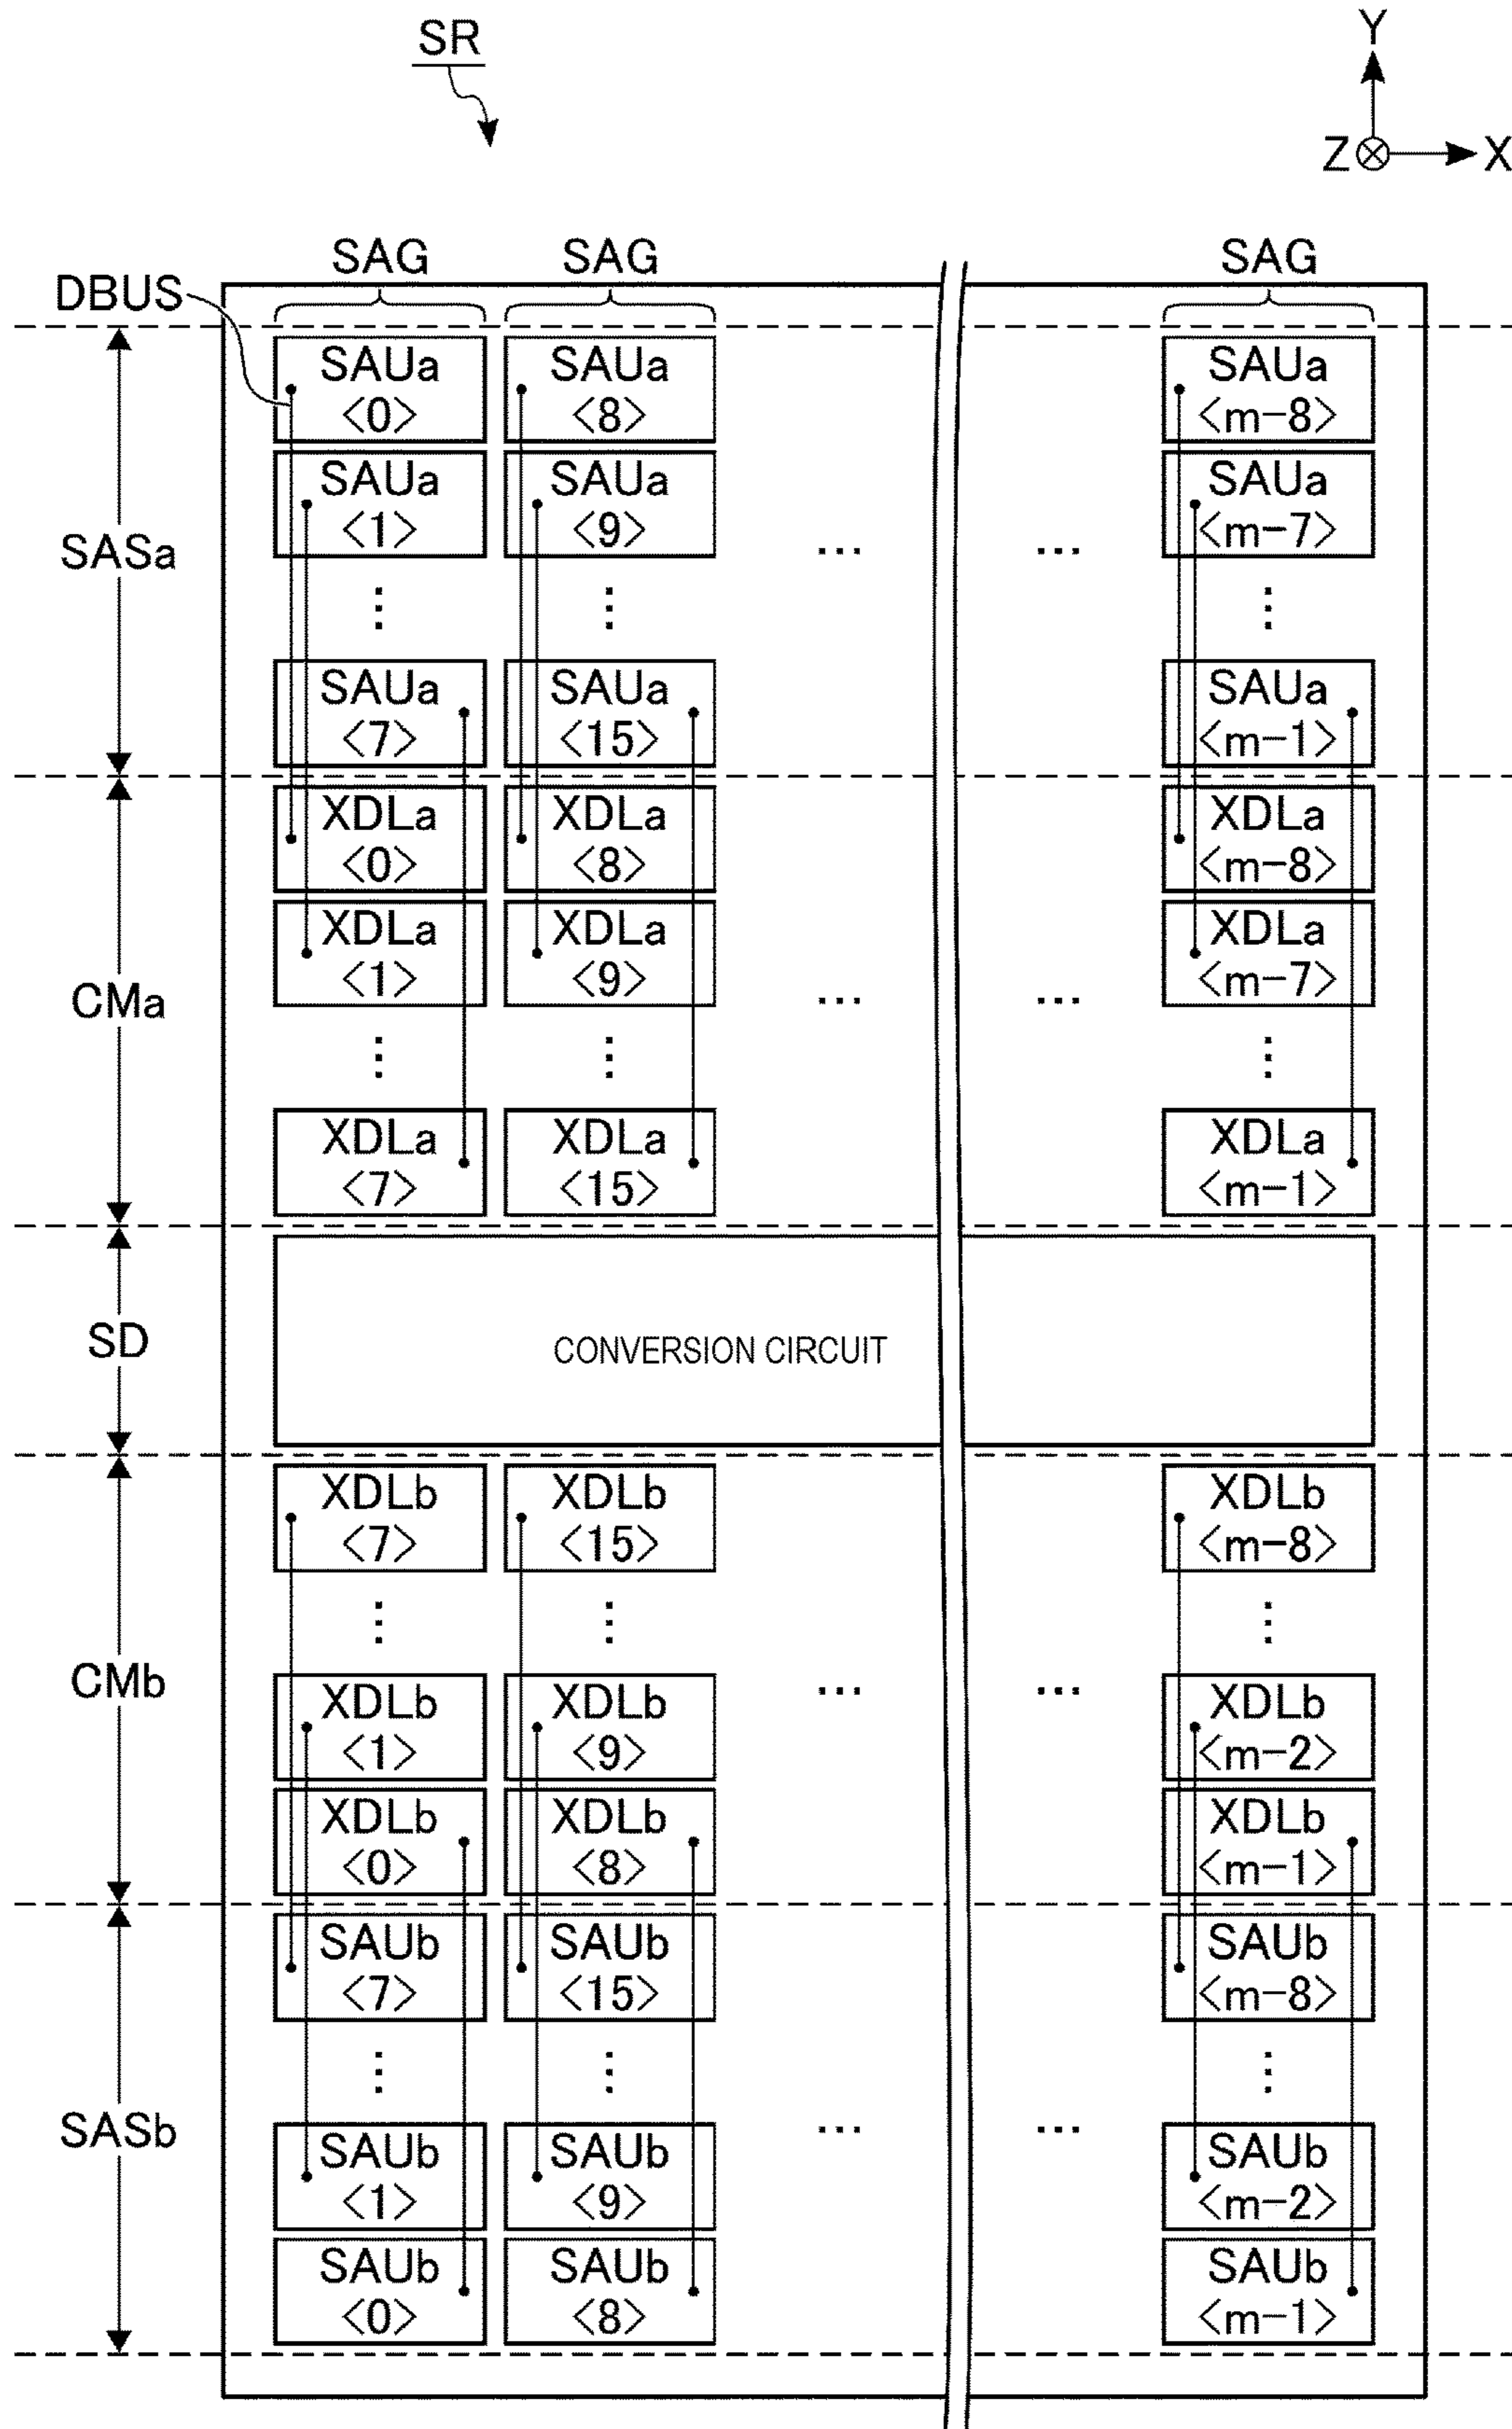 SR
Y
Z X
SAG SAG SAG
DBUS
SAUa SAUa SAUa
<0> <8> <m-8>
SAUa SAUa SAUa
<1> <9> <m-7>
SASa
... ...
⋮ ⋮ ⋮
SAUa SAUa SAUa
<7> <15> <m-1>
XDLa XDLa XDLa
<0> <8> <m-8>
XDLa XDLa XDLa
<1> <9> <m-7>
CMa ... ...
⋮ ⋮ ⋮
XDLa XDLa XDLa
<7> <15> <m-1>
SD
CONVERSION CIRCUIT
XDLb XDLb XDLb
<7> <15> <m-8>
⋮ ⋮ ⋮
CMb ... ...
XDLb XDLb XDLb
<1> <9> <m-2>
XDLb XDLb XDLb
<0> <8> <m-1>
SAUb SAUb SAUb
<7> <15> <m-8>
⋮ ⋮ ⋮
SASb ... ...
SAUb SAUb SAUb
<1> <9> <m-2>
SAUb SAUb SAUb
<0> <8> <m-1>